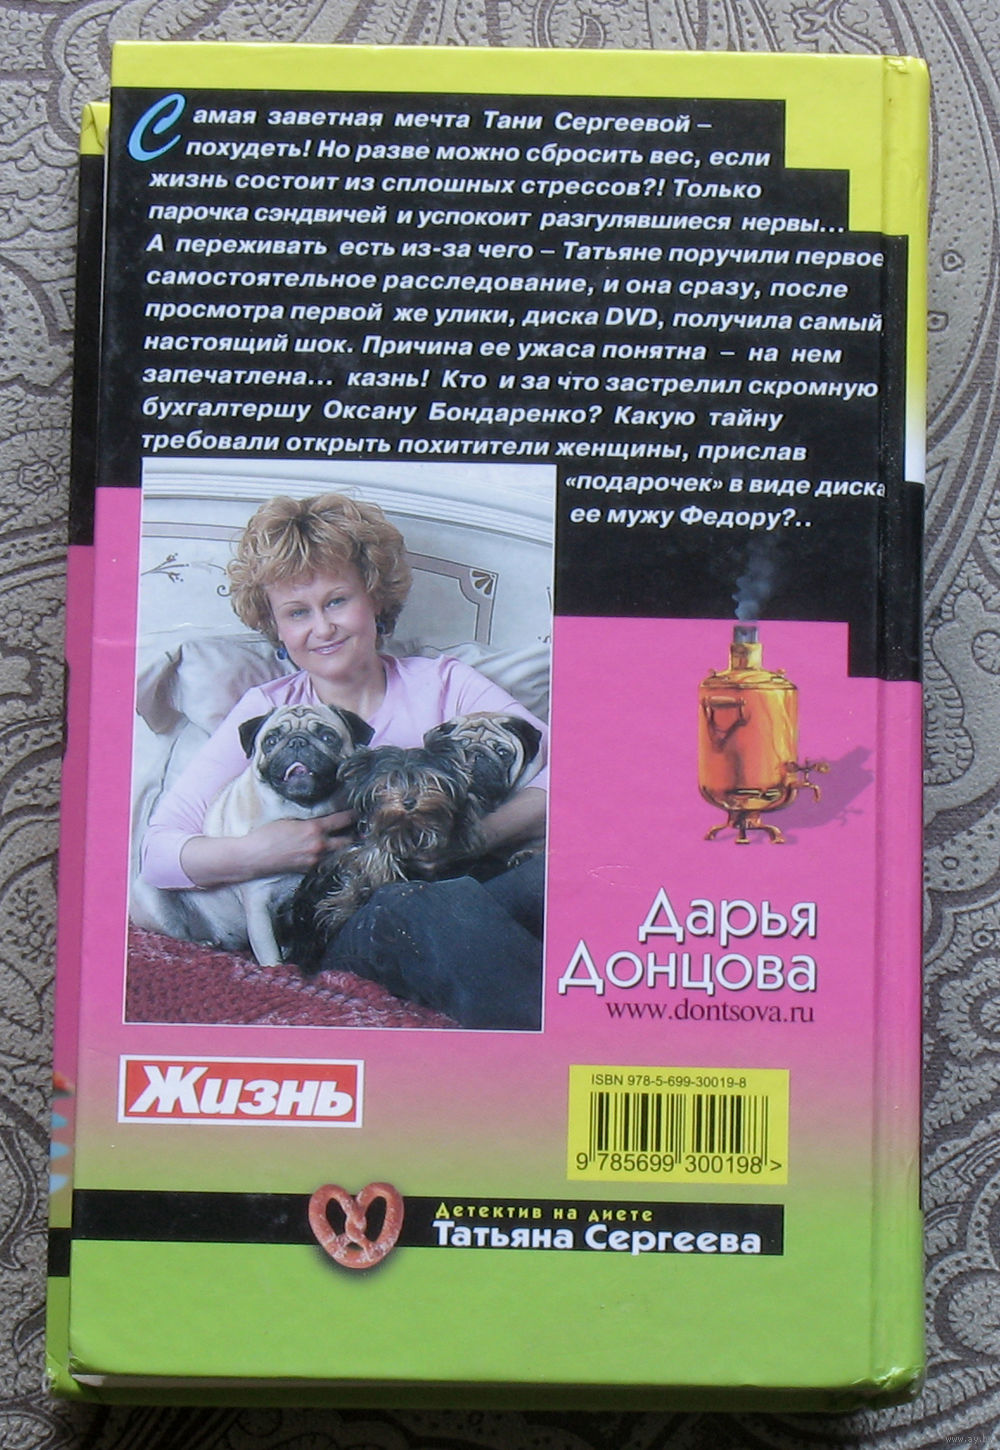 Самая заветная мечта Тани Сергеевой –
похудеть! Но разве можно сбросить вес, если
жизнь состоит из сплошных стрессов?! Только
парочка сэндвичей и успокоит разгулявшиеся нервы...
А переживать есть из-за чего – Татьяне поручили первое
самостоятельное расследование, и она сразу, после
просмотра первой же улики, диска DVD, получила самый
настоящий шок. Причина ее ужаса понятна – на нем
запечатлена... казнь! Кто и за что застрелил скромную
бухгалтершу Оксану Бондаренко? Какую тайну
требовали открыть похитители женщины, прислав
«подарочек» в виде диска
ее мужу Федору?..
Дарья
Донцова
www.dontsova.ru
Жизнь
ISBN 978-5-699-30019-8
9 785699 300198 >
Детектив на диете
Татьяна Сергеева